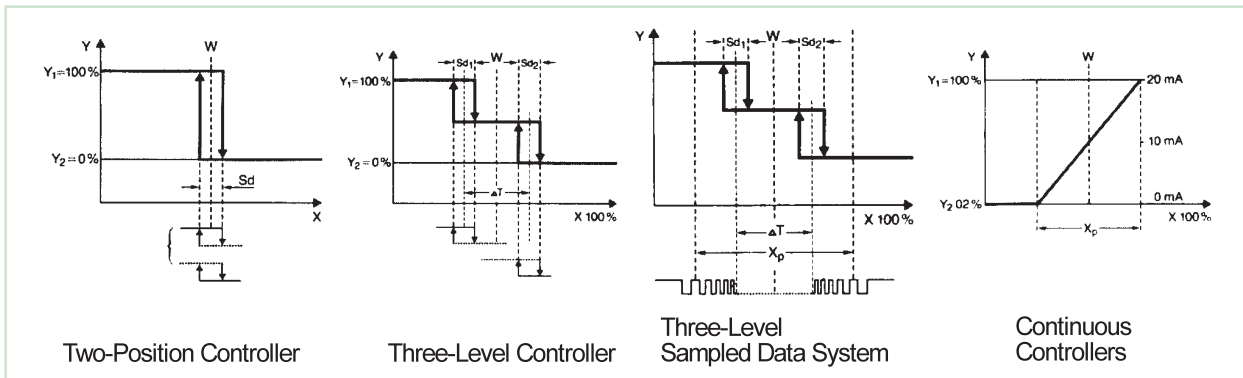 Y
W
Y₁=100%
Y₂=0%
Sd
X
Two-Position Controller
Y
Sd₁
W
Sd₂
Y₁=100%
Y₂=0%
X 100%
ΔT
Three-Level Controller
Y
Sd₁
W
Sd₂
X 100%
ΔT
Xp
Three-Level
Sampled Data System
Y
W
Y₁=100%
20 mA
10 mA
0 mA
Y₂ 02%
X 100%
Xp
Continuous
Controllers